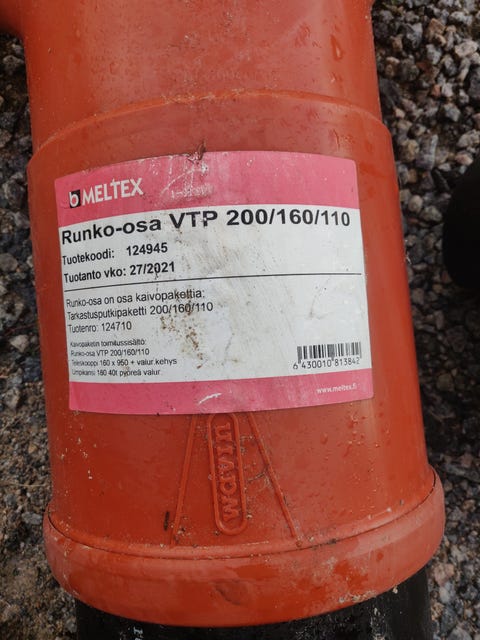 MELTEX
Runko-osa VTP 200/160/110
Tuotekoodi: 124945
Tuotanto vko: 27/2021
Runko-osa on osa kaivopakettia;
Tarkastusputkipaketti 200/160/110
Tuotenro: 124710
Kaivopaketin toimitussisältö:
Runko-osa VTP 200/160/110
Teleskooppi 160 x 950 + valur.kehys
Umpikansi 160 40t pyöreä valur.
6 430010 813842
www.meltex.fi